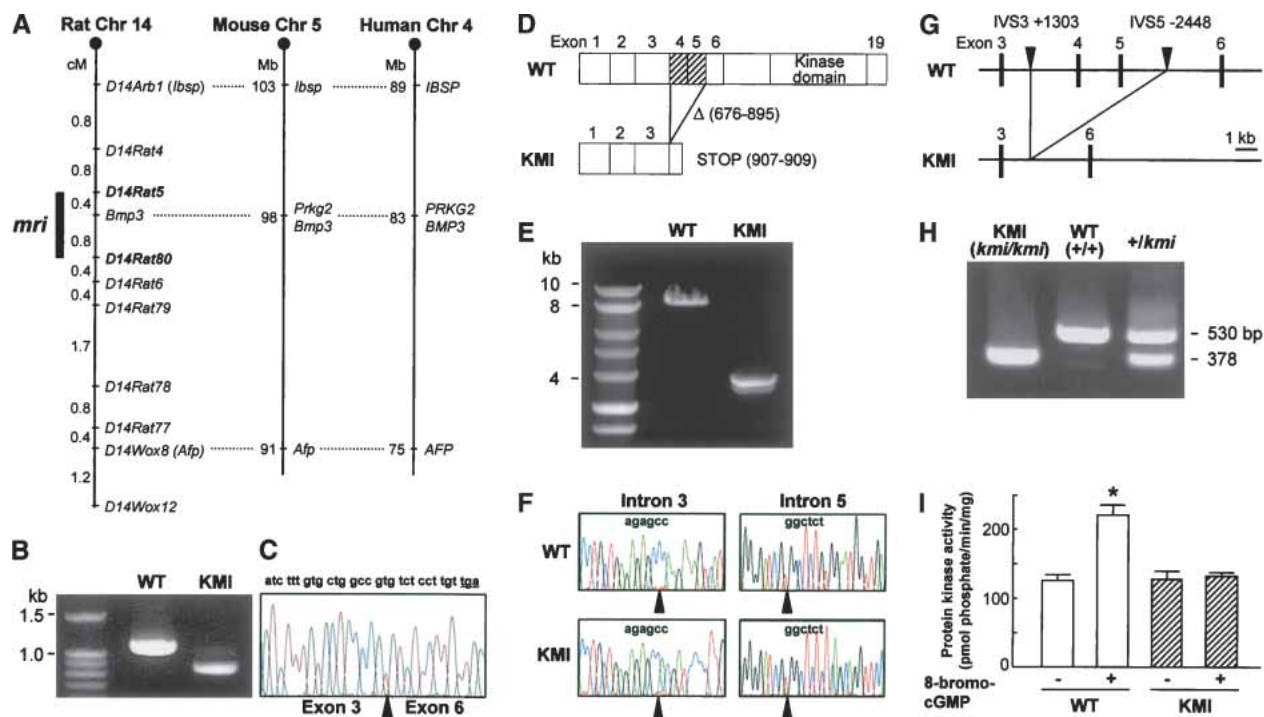 A
Rat Chr 14
Mouse Chr 5
Human Chr 4
cM
Mb
Mb
D14Arb1 (Ibsp)
103
Ibsp
89
IBSP
0.8
D14Rat4
0.8
D14Rat5
0.4
mri
Bmp3
98
Prkg2
Bmp3
83
PRKG2
BMP3
0.8
D14Rat80
0.4
D14Rat6
0.4
D14Rat79
1.7
D14Rat78
0.8
D14Rat77
0.4
D14Wox8 (Afp)
91
Afp
75
AFP
1.2
D14Wox12
B
WT KMI
kb
1.5
1.0
C
atc ttt gtg ctg gcc gtg tct cct tgt tga
Exon 3 Exon 6
D
Exon 1 2 3 4 5 6 19
WT
Kinase
domain
Δ (676-895)
1 2 3
KMI
STOP (907-909)
E
WT KMI
kb
10
8
4
F
Intron 3 Intron 5
WT
agagcc
ggctct
KMI
agagcc
ggctct
G
IVS3 +1303 IVS5 -2448
Exon 3 4 5 6
WT
3 6
KMI
1 kb
H
KMI
(kmi/kmi)
WT
(+/+)
+/kmi
530 bp
378
I
Protein kinase activity
(pmol phosphate/min/mg)
200
100
0
*
8-bromo-
cGMP
- + - +
WT KMI